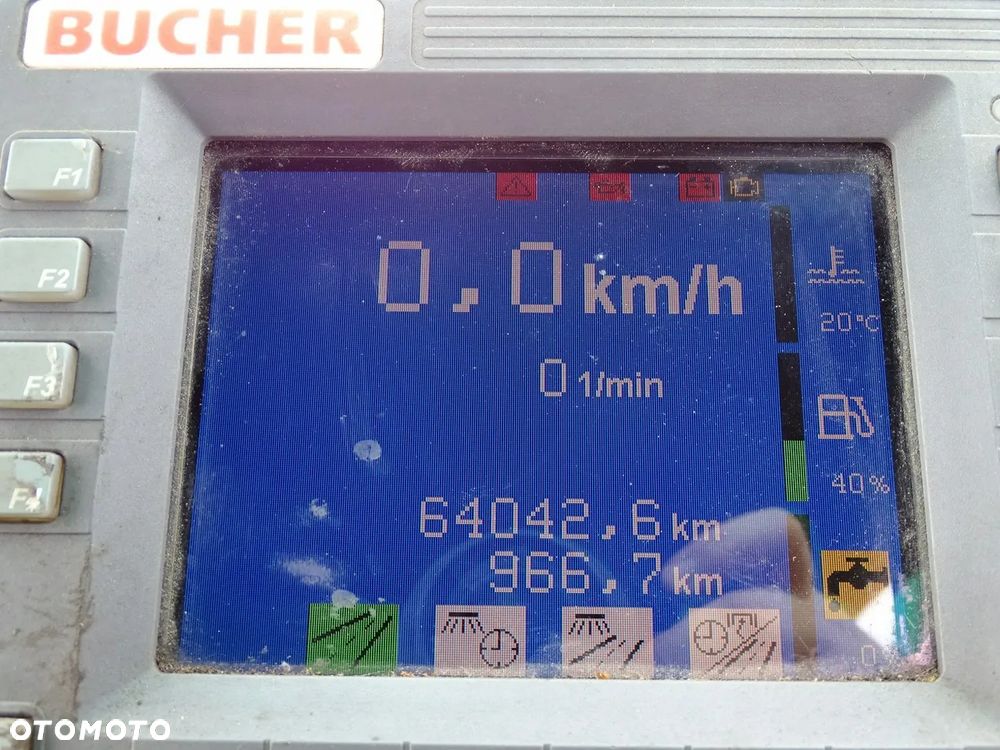 BUCHER
F1
F2
F3
F4
0,0 km/h
20°C
0 1/min
40%
64042,6 km
966,7 km
0
OTOMOTO